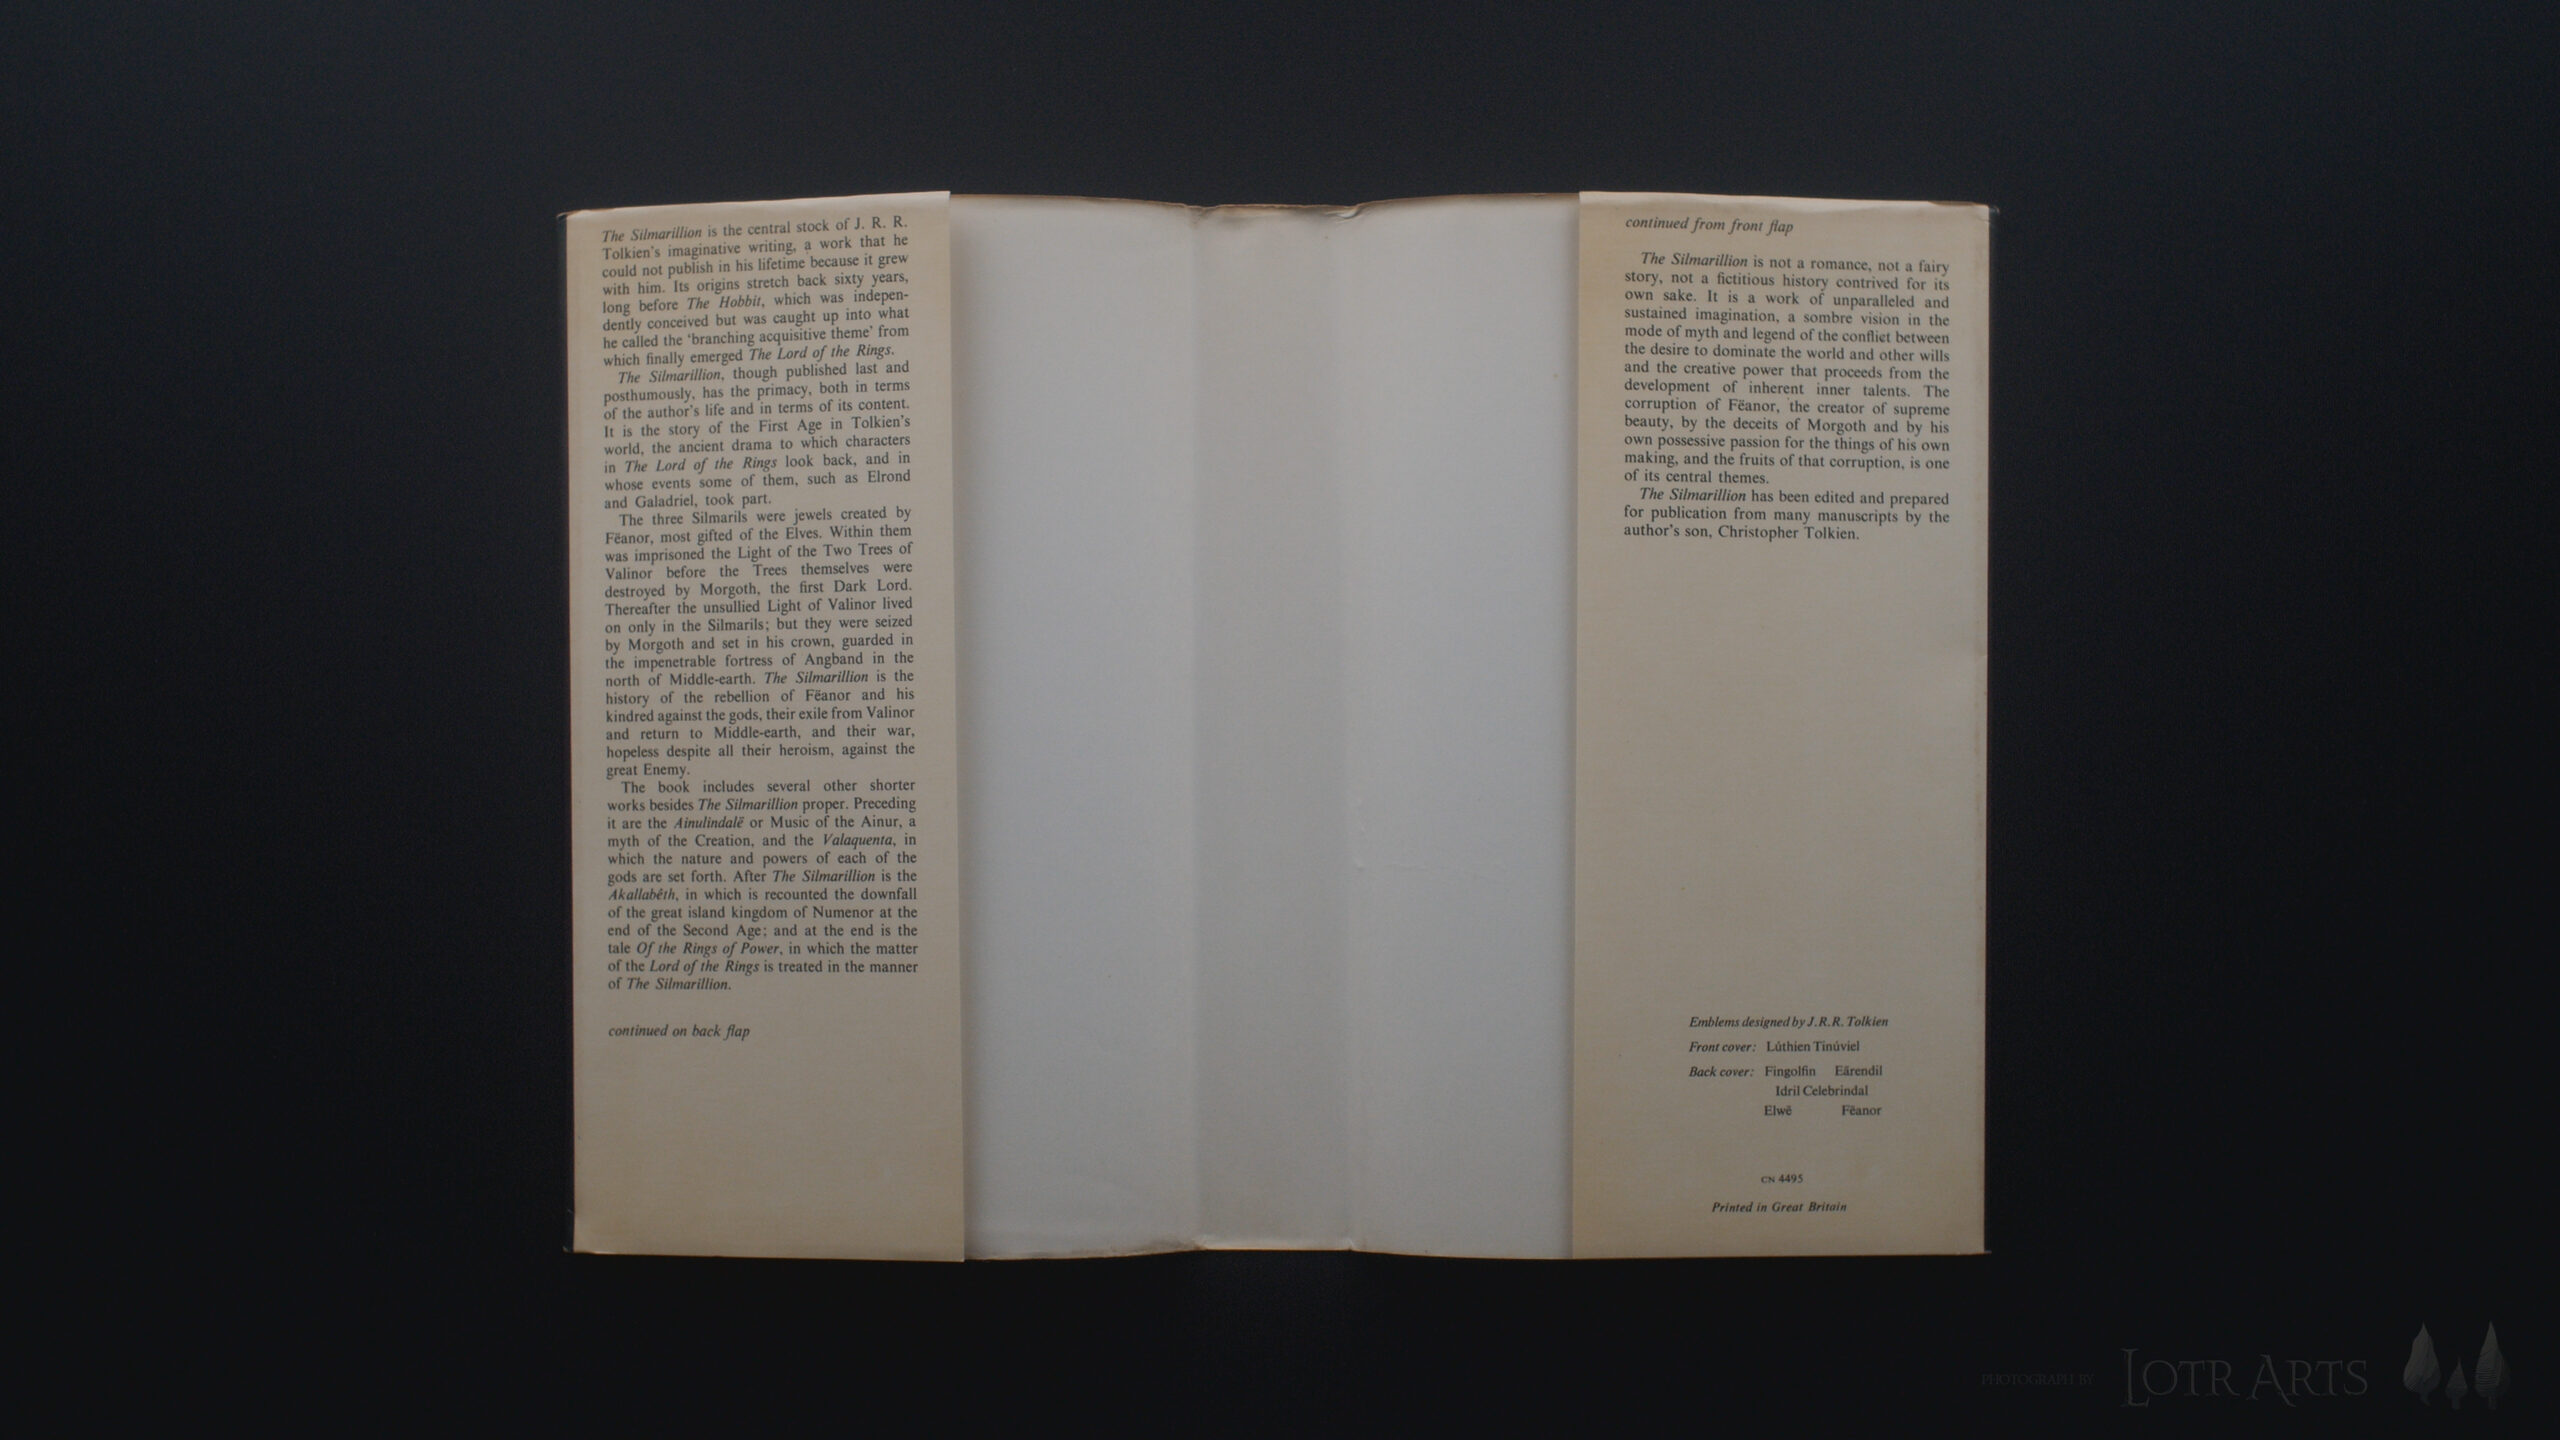 The Silmarillion is the central stock of J. R. R.
Tolkien's imaginative writing, a work that he
could not publish in his lifetime because it grew
with him. Its origins stretch back sixty years,
long before The Hobbit, which was indepen-
dently conceived but was caught up into what
he called the 'branching acquisitive theme' from
which finally emerged The Lord of the Rings.
The Silmarillion, though published last and
posthumously, has the primacy, both in terms
of the author's life and in terms of its content.
It is the story of the First Age in Tolkien's
world, the ancient drama to which characters
in The Lord of the Rings look back, and in
whose events some of them, such as Elrond
and Galadriel, took part.
The three Silmarils were jewels created by
Fëanor, most gifted of the Elves. Within them
was imprisoned the Light of the Two Trees of
Valinor before the Trees themselves were
destroyed by Morgoth, the first Dark Lord.
Thereafter the unsullied Light of Valinor lived
on only in the Silmarils; but they were seized
by Morgoth and set in his crown, guarded in
the impenetrable fortress of Angband in the
north of Middle-earth. The Silmarillion is the
history of the rebellion of Fëanor and his
kindred against the gods, their exile from Valinor
and return to Middle-earth, and their war,
hopeless despite all their heroism, against the
great Enemy.
The book includes several other shorter
works besides The Silmarillion proper. Preceding
it are the Ainulindalë or Music of the Ainur, a
myth of the Creation, and the Valaquenta, in
which the nature and powers of each of the
gods are set forth. After The Silmarillion is the
Akallabêth, in which is recounted the downfall
of the great island kingdom of Numenor at the
end of the Second Age; and at the end is the
tale Of the Rings of Power, in which the matter
of the Lord of the Rings is treated in the manner
of The Silmarillion.
continued on back flap
continued from front flap
The Silmarillion is not a romance, not a fairy
story, not a fictitious history contrived for its
own sake. It is a work of unparalleled and
sustained imagination, a sombre vision in the
mode of myth and legend of the conflict between
the desire to dominate the world and other wills
and the creative power that proceeds from the
development of inherent inner talents. The
corruption of Fëanor, the creator of supreme
beauty, by the deceits of Morgoth and by his
own possessive passion for the things of his own
making, and the fruits of that corruption, is one
of its central themes.
The Silmarillion has been edited and prepared
for publication from many manuscripts by the
author's son, Christopher Tolkien.
Emblems designed by J.R.R. Tolkien
Front cover: Lúthien Tinúviel
Back cover: Fingolfin Eärendil
Idril Celebrindal
Elwë Fëanor
CN 4495
Printed in Great Britain
PHOTOGRAPH BY LOTR ARTS